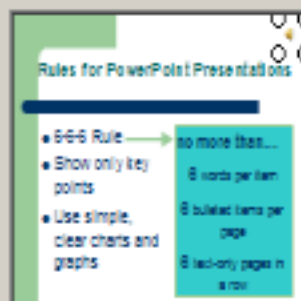 Rules for PowerPoint Presentations
6-6-6 Rule
Show only key
points
Use simple,
clear charts and
graphs
no more than...
6 words per item
6 bulleted items per
page
6 text-only pages in
a row